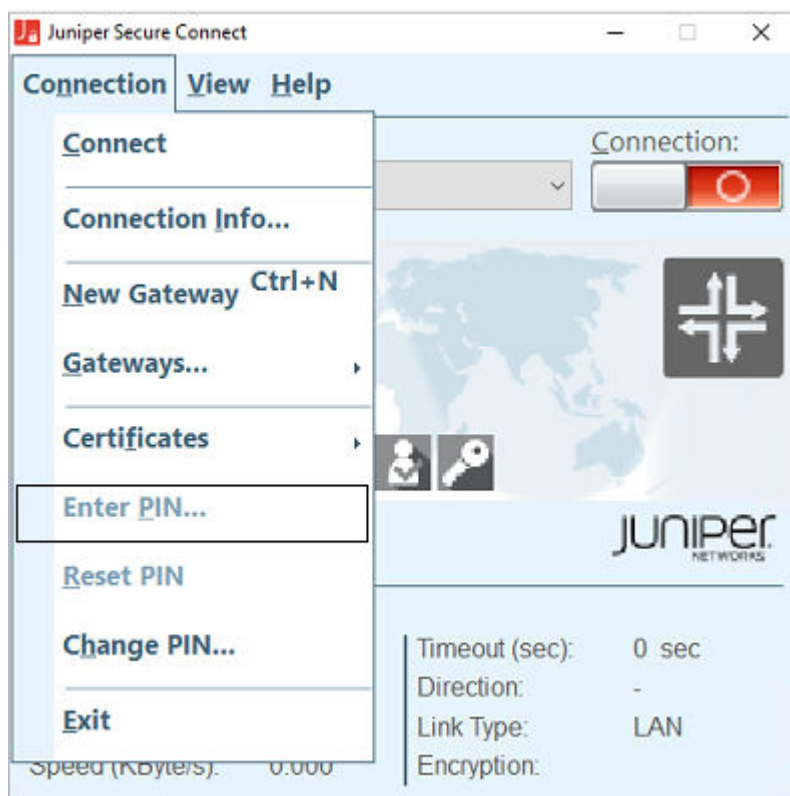 Juniper Secure Connect
Connection View Help
Connect
Connection:
Connection Info...
New Gateway Ctrl+N
Gateways...
Certificates
Enter PIN...
JUNIPER
NETWORKS
Reset PIN
Change PIN...
Timeout (sec): 0 sec
Direction: -
Exit
Link Type: LAN
Speed (KByte/s): 0.000
Encryption: